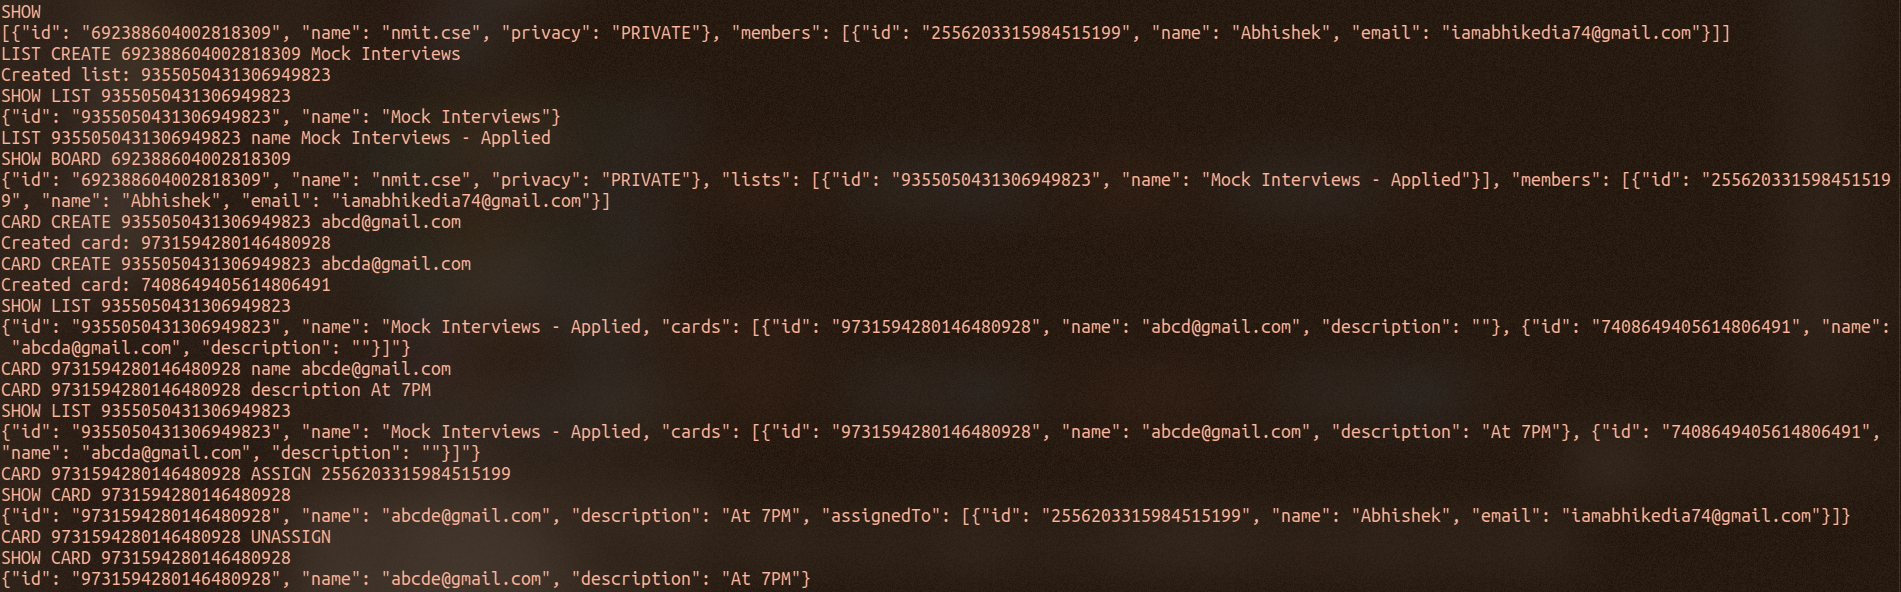 SHOW
[{"id": "692388604002818309", "name": "nmit.cse", "privacy": "PRIVATE"}, "members": [{"id": "2556203315984515199", "name": "Abhishek", "email": "iamabhikedia74@gmail.com"}]]
LIST CREATE 692388604002818309 Mock Interviews
Created list: 9355050431306949823
SHOW LIST 9355050431306949823
{"id": "9355050431306949823", "name": "Mock Interviews"}
LIST 9355050431306949823 name Mock Interviews - Applied
SHOW BOARD 692388604002818309
{"id": "692388604002818309", "name": "nmit.cse", "privacy": "PRIVATE"}, "lists": [{"id": "9355050431306949823", "name": "Mock Interviews - Applied"}], "members": [{"id": "255620331598451519
9", "name": "Abhishek", "email": "iamabhikedia74@gmail.com"}]
CARD CREATE 9355050431306949823 abcd@gmail.com
Created card: 9731594280146480928
CARD CREATE 9355050431306949823 abcda@gmail.com
Created card: 7408649405614806491
SHOW LIST 9355050431306949823
{"id": "9355050431306949823", "name": "Mock Interviews - Applied, "cards": [{"id": "9731594280146480928", "name": "abcd@gmail.com", "description": ""}, {"id": "7408649405614806491", "name":
 "abcda@gmail.com", "description": ""}]"}
CARD 9731594280146480928 name abcde@gmail.com
CARD 9731594280146480928 description At 7PM
SHOW LIST 9355050431306949823
{"id": "9355050431306949823", "name": "Mock Interviews - Applied, "cards": [{"id": "9731594280146480928", "name": "abcde@gmail.com", "description": "At 7PM"}, {"id": "7408649405614806491",
"name": "abcda@gmail.com", "description": ""}]"}
CARD 9731594280146480928 ASSIGN 2556203315984515199
SHOW CARD 9731594280146480928
{"id": "9731594280146480928", "name": "abcde@gmail.com", "description": "At 7PM", "assignedTo": [{"id": "2556203315984515199", "name": "Abhishek", "email": "iamabhikedia74@gmail.com"}]}
CARD 9731594280146480928 UNASSIGN
SHOW CARD 9731594280146480928
{"id": "9731594280146480928", "name": "abcde@gmail.com", "description": "At 7PM"}